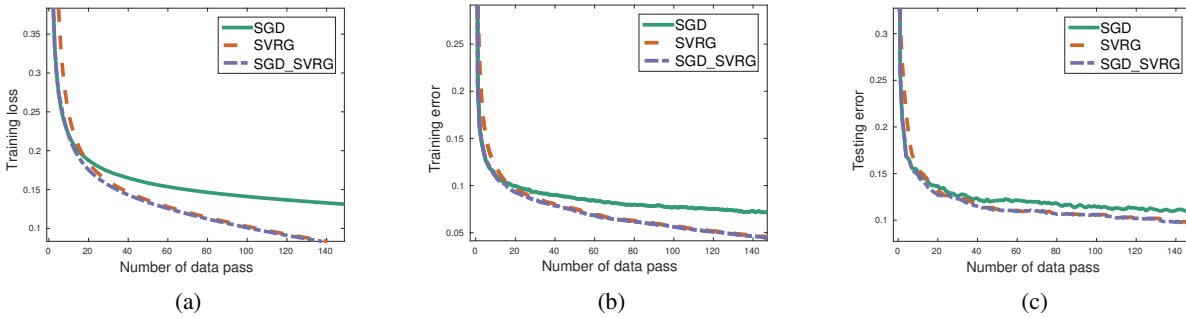 SGD
SVRG
SGD_SVRG
Training loss
0.35
0.3
0.25
0.2
0.15
0.1
0 20 40 60 80 100 120 140
Number of data pass
(a)
SGD
SVRG
SGD_SVRG
Training error
0.25
0.2
0.15
0.1
0.05
0 20 40 60 80 100 120 140
Number of data pass
(b)
SGD
SVRG
SGD_SVRG
Testing error
0.3
0.25
0.2
0.15
0.1
0 20 40 60 80 100 120 140
Number of data pass
(c)